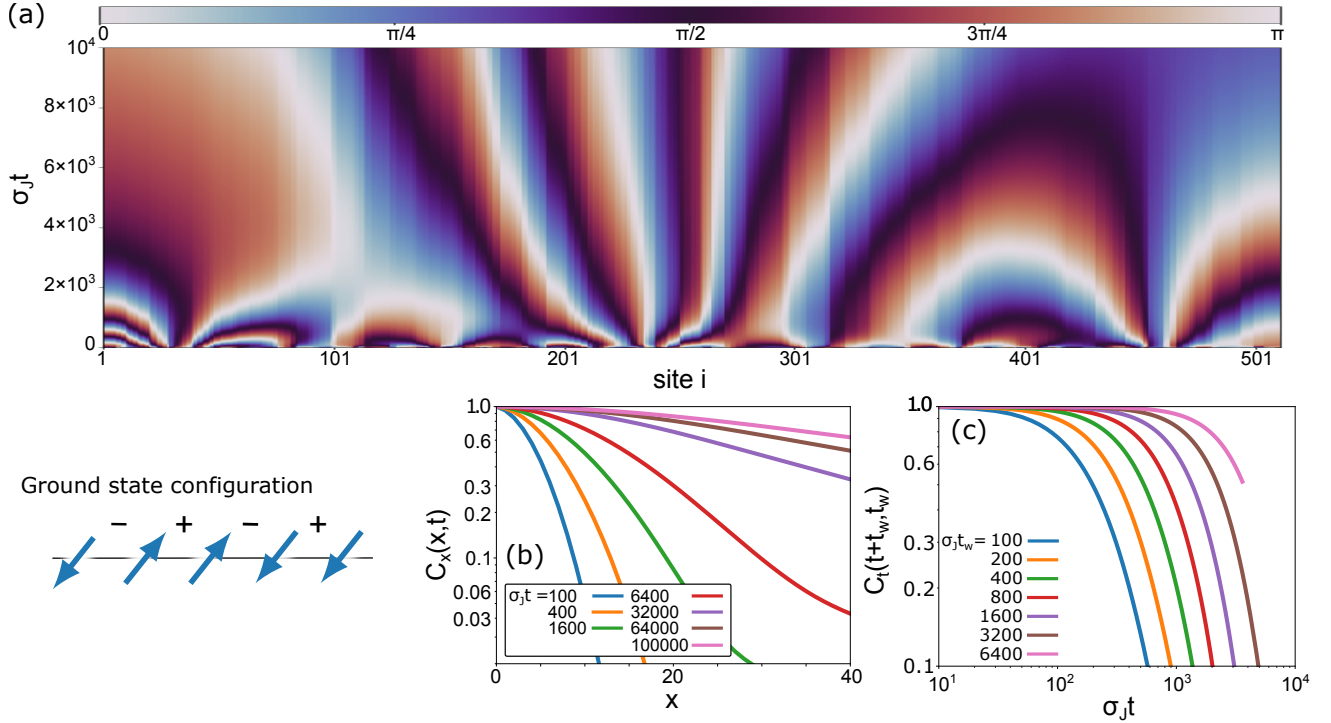 (a)
0 π/4 π/2 3π/4 π
10⁴
8×10³
6×10³
4×10³
2×10³
0
σJt
1 101 201 301 401 501
site i
Ground state configuration
− + − +
(b)
1.0
0.6
0.3
0.2
0.1
0.06
0.03
Cx(x,t)
σJt =100 6400
400 32000
1600 64000
100000
0 20 40
x
(c)
1.0
0.6
0.3
0.2
0.1
Ct(t+tw,tw)
σJtw= 100
200
400
800
1600
3200
6400
10¹ 10² 10³ 10⁴
σJt